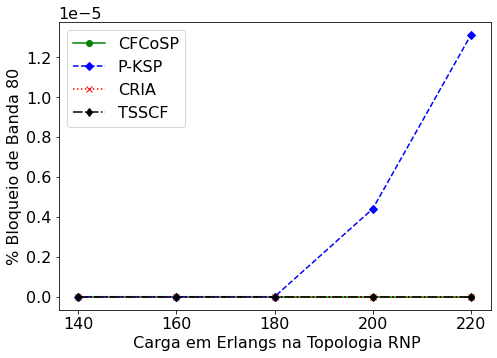 1e−5
CFCoSP
P-KSP
CRIA
TSSCF
1.2
1.0
0.8
0.6
0.4
0.2
0.0
% Bloqueio de Banda 80
140 160 180 200 220
Carga em Erlangs na Topologia RNP